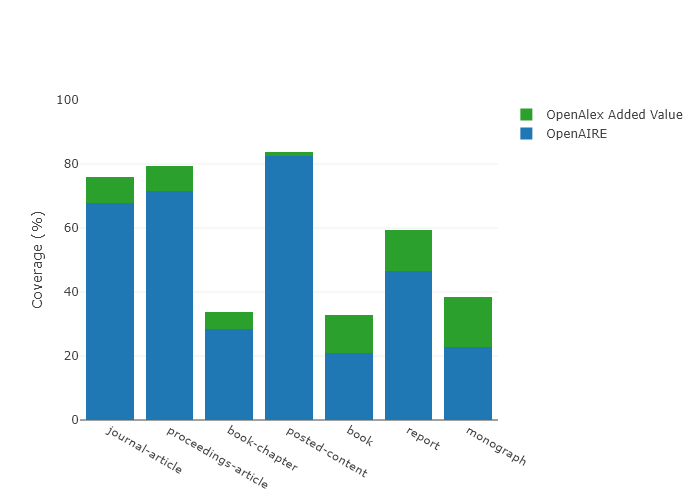 OpenAlex Added Value
OpenAIRE
Coverage (%)
100
80
60
40
20
0
journal-article
proceedings-article
book-chapter
posted-content
book
report
monograph